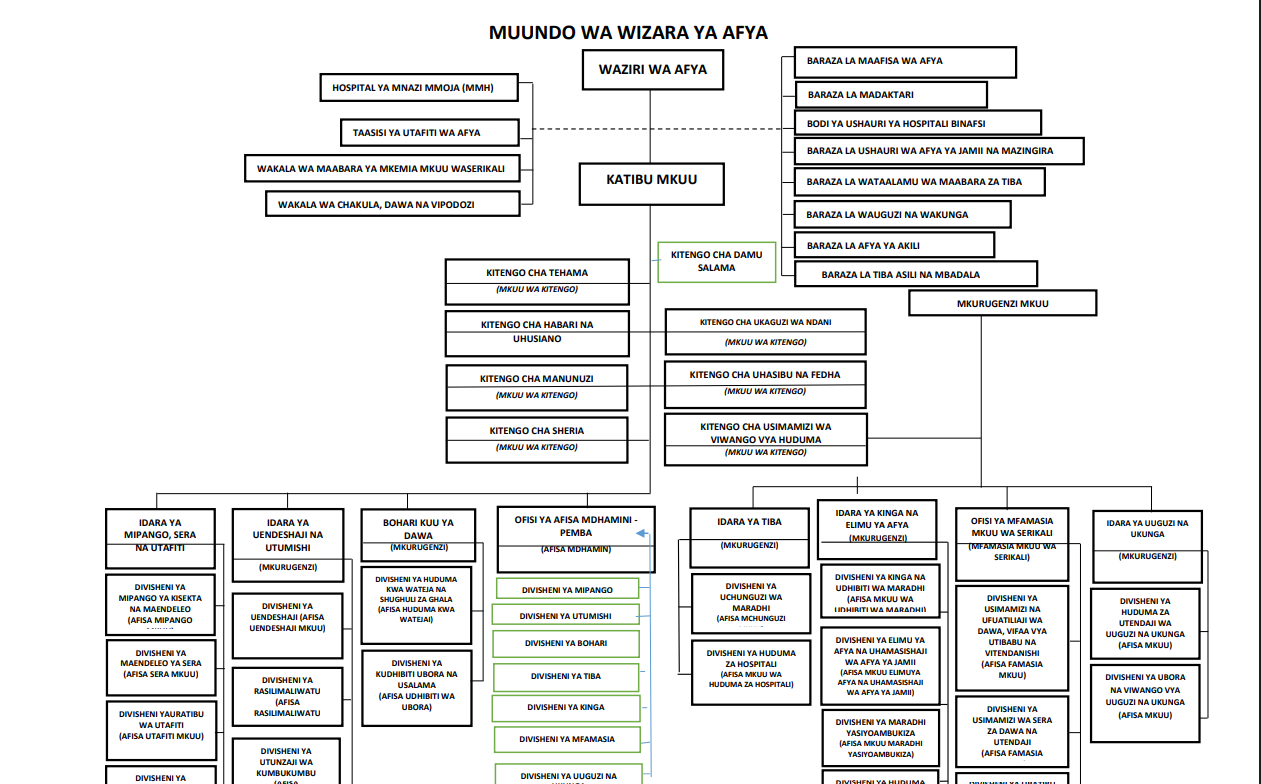 MUUNDO WA WIZARA YA AFYA
WAZIRI WA AFYA
HOSPITAL YA MNAZI MMOJA (MMH)
TAASISI YA UTAFITI WA AFYA
WAKALA WA MAABARA YA MKEMIA MKUU WASERIKALI
WAKALA WA CHAKULA, DAWA NA VIPODOZI
BARAZA LA MAAFISA WA AFYA
BARAZA LA MADAKTARI
BODI YA USHAURI YA HOSPITALI BINAFSI
BARAZA LA USHAURI WA AFYA YA JAMII NA MAZINGIRA
BARAZA LA WATAALAMU WA MAABARA ZA TIBA
BARAZA LA WAUGUZI NA WAKUNGA
BARAZA LA AFYA YA AKILI
BARAZA LA TIBA ASILI NA MBADALA
KATIBU MKUU
KITENGO CHA DAMU
SALAMA
MKURUGENZI MKUU
KITENGO CHA TEHAMA
(MKUU WA KITENGO)
KITENGO CHA HABARI NA
UHUSIANO
KITENGO CHA UKAGUZI WA NDANI
(MKUU WA KITENGO)
KITENGO CHA MANUNUZI
(MKUU WA KITENGO)
KITENGO CHA UHASIBU NA FEDHA
(MKUU WA KITENGO)
KITENGO CHA SHERIA
(MKUU WA KITENGO)
KITENGO CHA USIMAMIZI WA
VIWANGO VYA HUDUMA
(MKUU WA KITENGO)
IDARA YA
MIPANGO, SERA
NA UTAFITI
DIVISHENI YA
MIPANGO YA KISEKTA
NA MAENDELEO
(AFISA MIPANGO
DIVISHENI YA
MAENDELEO YA SERA
(AFISA SERA MKUU)
DIVISHENI YAURATIBU
WA UTAFITI
(AFISA UTAFITI MKUU)
DIVISHENI YA
IDARA YA
UENDESHAJI NA
UTUMISHI
(MKURUGENZI)
DIVISHENI YA
UENDESHAJI (AFISA
UENDESHAJI MKUU)
DIVISHENI YA
RASILIMALIWATU
(AFISA
RASILIMALIWATU
DIVISHENI YA
UTUNZAJI WA
KUMBUKUMBU
(AFISA
BOHARI KUU YA
DAWA
(MKURUGENZI)
DIVISHENI YA HUDUMA
KWA WATEJA NA
SHUGHULI ZA GHALA
(AFISA HUDUMA KWA
WATEJAI)
DIVISHENI YA
KUDHIBITI UBORA NA
USALAMA
(AFISA UDHIBITI WA
UBORA)
OFISI YA AFISA MDHAMINI -
PEMBA
(AFISA MDHAMIN)
DIVISHENI YA MIPANGO
DIVISHENI YA UTUMISHI
DIVISHENI YA BOHARI
DIVISHENI YA TIBA
DIVISHENI YA KINGA
DIVISHENI YA MFAMASIA
DIVISHENI YA UUGUZI NA
IDARA YA TIBA
(MKURUGENZI)
DIVISHENI YA
UCHUNGUZI WA
MARADHI
(AFISA MCHUNGUZI
DIVISHENI YA HUDUMA
ZA HOSPITALI
(AFISA MKUU WA
HUDUMA ZA HOSPITALI)
IDARA YA KINGA NA
ELIMU YA AFYA
(MKURUGENZI)
DIVISHENI YA KINGA NA
UDHIBITI WA MARADHI
(AFISA MKUU WA
UDHIBITI WA MARADHI)
DIVISHENI YA ELIMU YA
AFYA NA UHAMASISHAJI
WA AFYA YA JAMII
(AFISA MKUU ELIMUYA
AFYA NA UHAMASISHAJI
WA AFYA YA JAMII)
DIVISHENI YA MARADHI
YASIYOAMBUKIZA
(AFISA MKUU MARADHI
YASIYOAMBUKIZA)
DIVISHENI YA HUDUMA
OFISI YA MFAMASIA
MKUU WA SERIKALI
(MFAMASIA MKUU WA
SERIKALI)
DIVISHENI YA
USIMAMIZI NA
UFUATILIAJI WA
DAWA, VIFAA VYA
UTIBABU NA
VITENDANISHI
(AFISA FAMASIA
MKUU)
DIVISHENI YA
USIMAMIZI WA SERA
ZA DAWA NA
UTENDAJI
(AFISA FAMASIA
IDARA YA UUGUZI NA
UKUNGA
(MKURUGENZI)
DIVISHENI YA
HUDUMA ZA
UTENDAJI WA
UUGUZI NA UKUNGA
(AFISA MKUU)
DIVISHENI YA UBORA
NA VIWANGO VYA
UUGUZI NA UKUNGA
(AFISA MKUU)